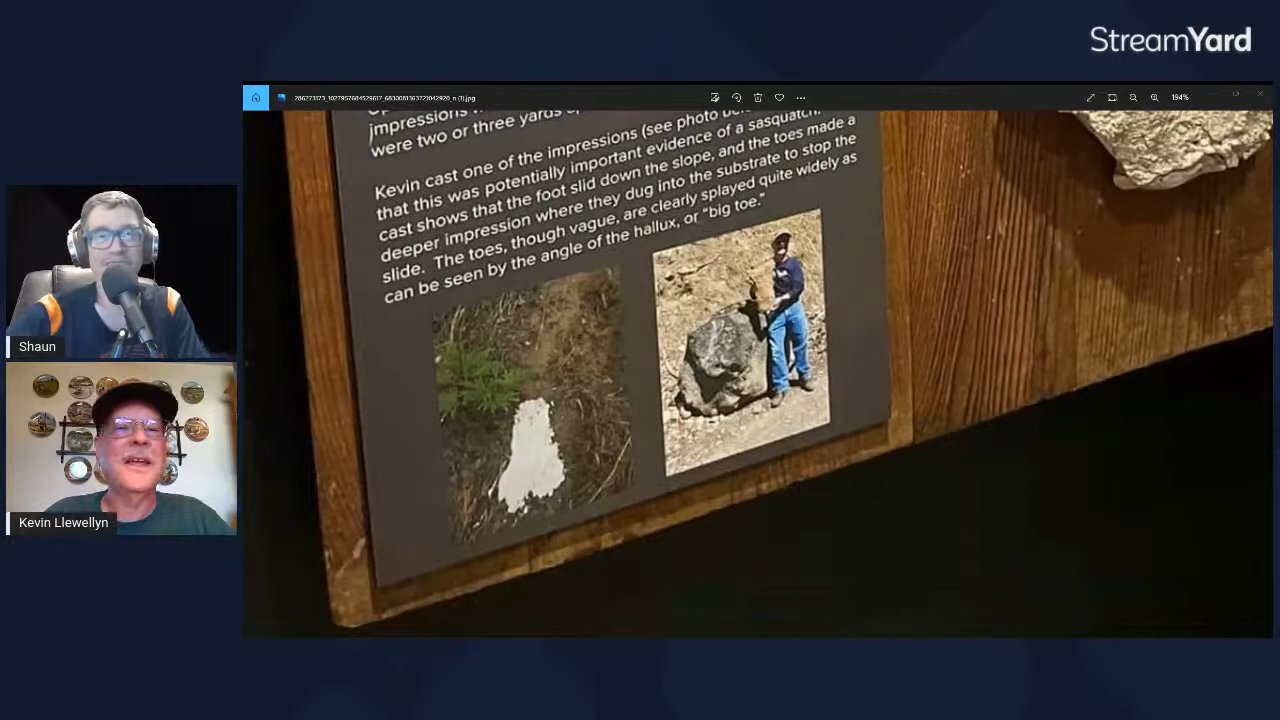 StreamYard
286273173_1027957684529617_6830081363721042920_n (1).jpg
194%
impressions
were two or three yards
Kevin cast one of the impressions (see photo
that this was potentially important evidence of a sasquatch.
cast shows that the foot slid down the slope, and the toes made a
deeper impression where they dug into the substrate to stop the
slide. The toes, though vague, are clearly splayed quite widely as
can be seen by the angle of the hallux, or “big toe.”
Shaun
Kevin Llewellyn